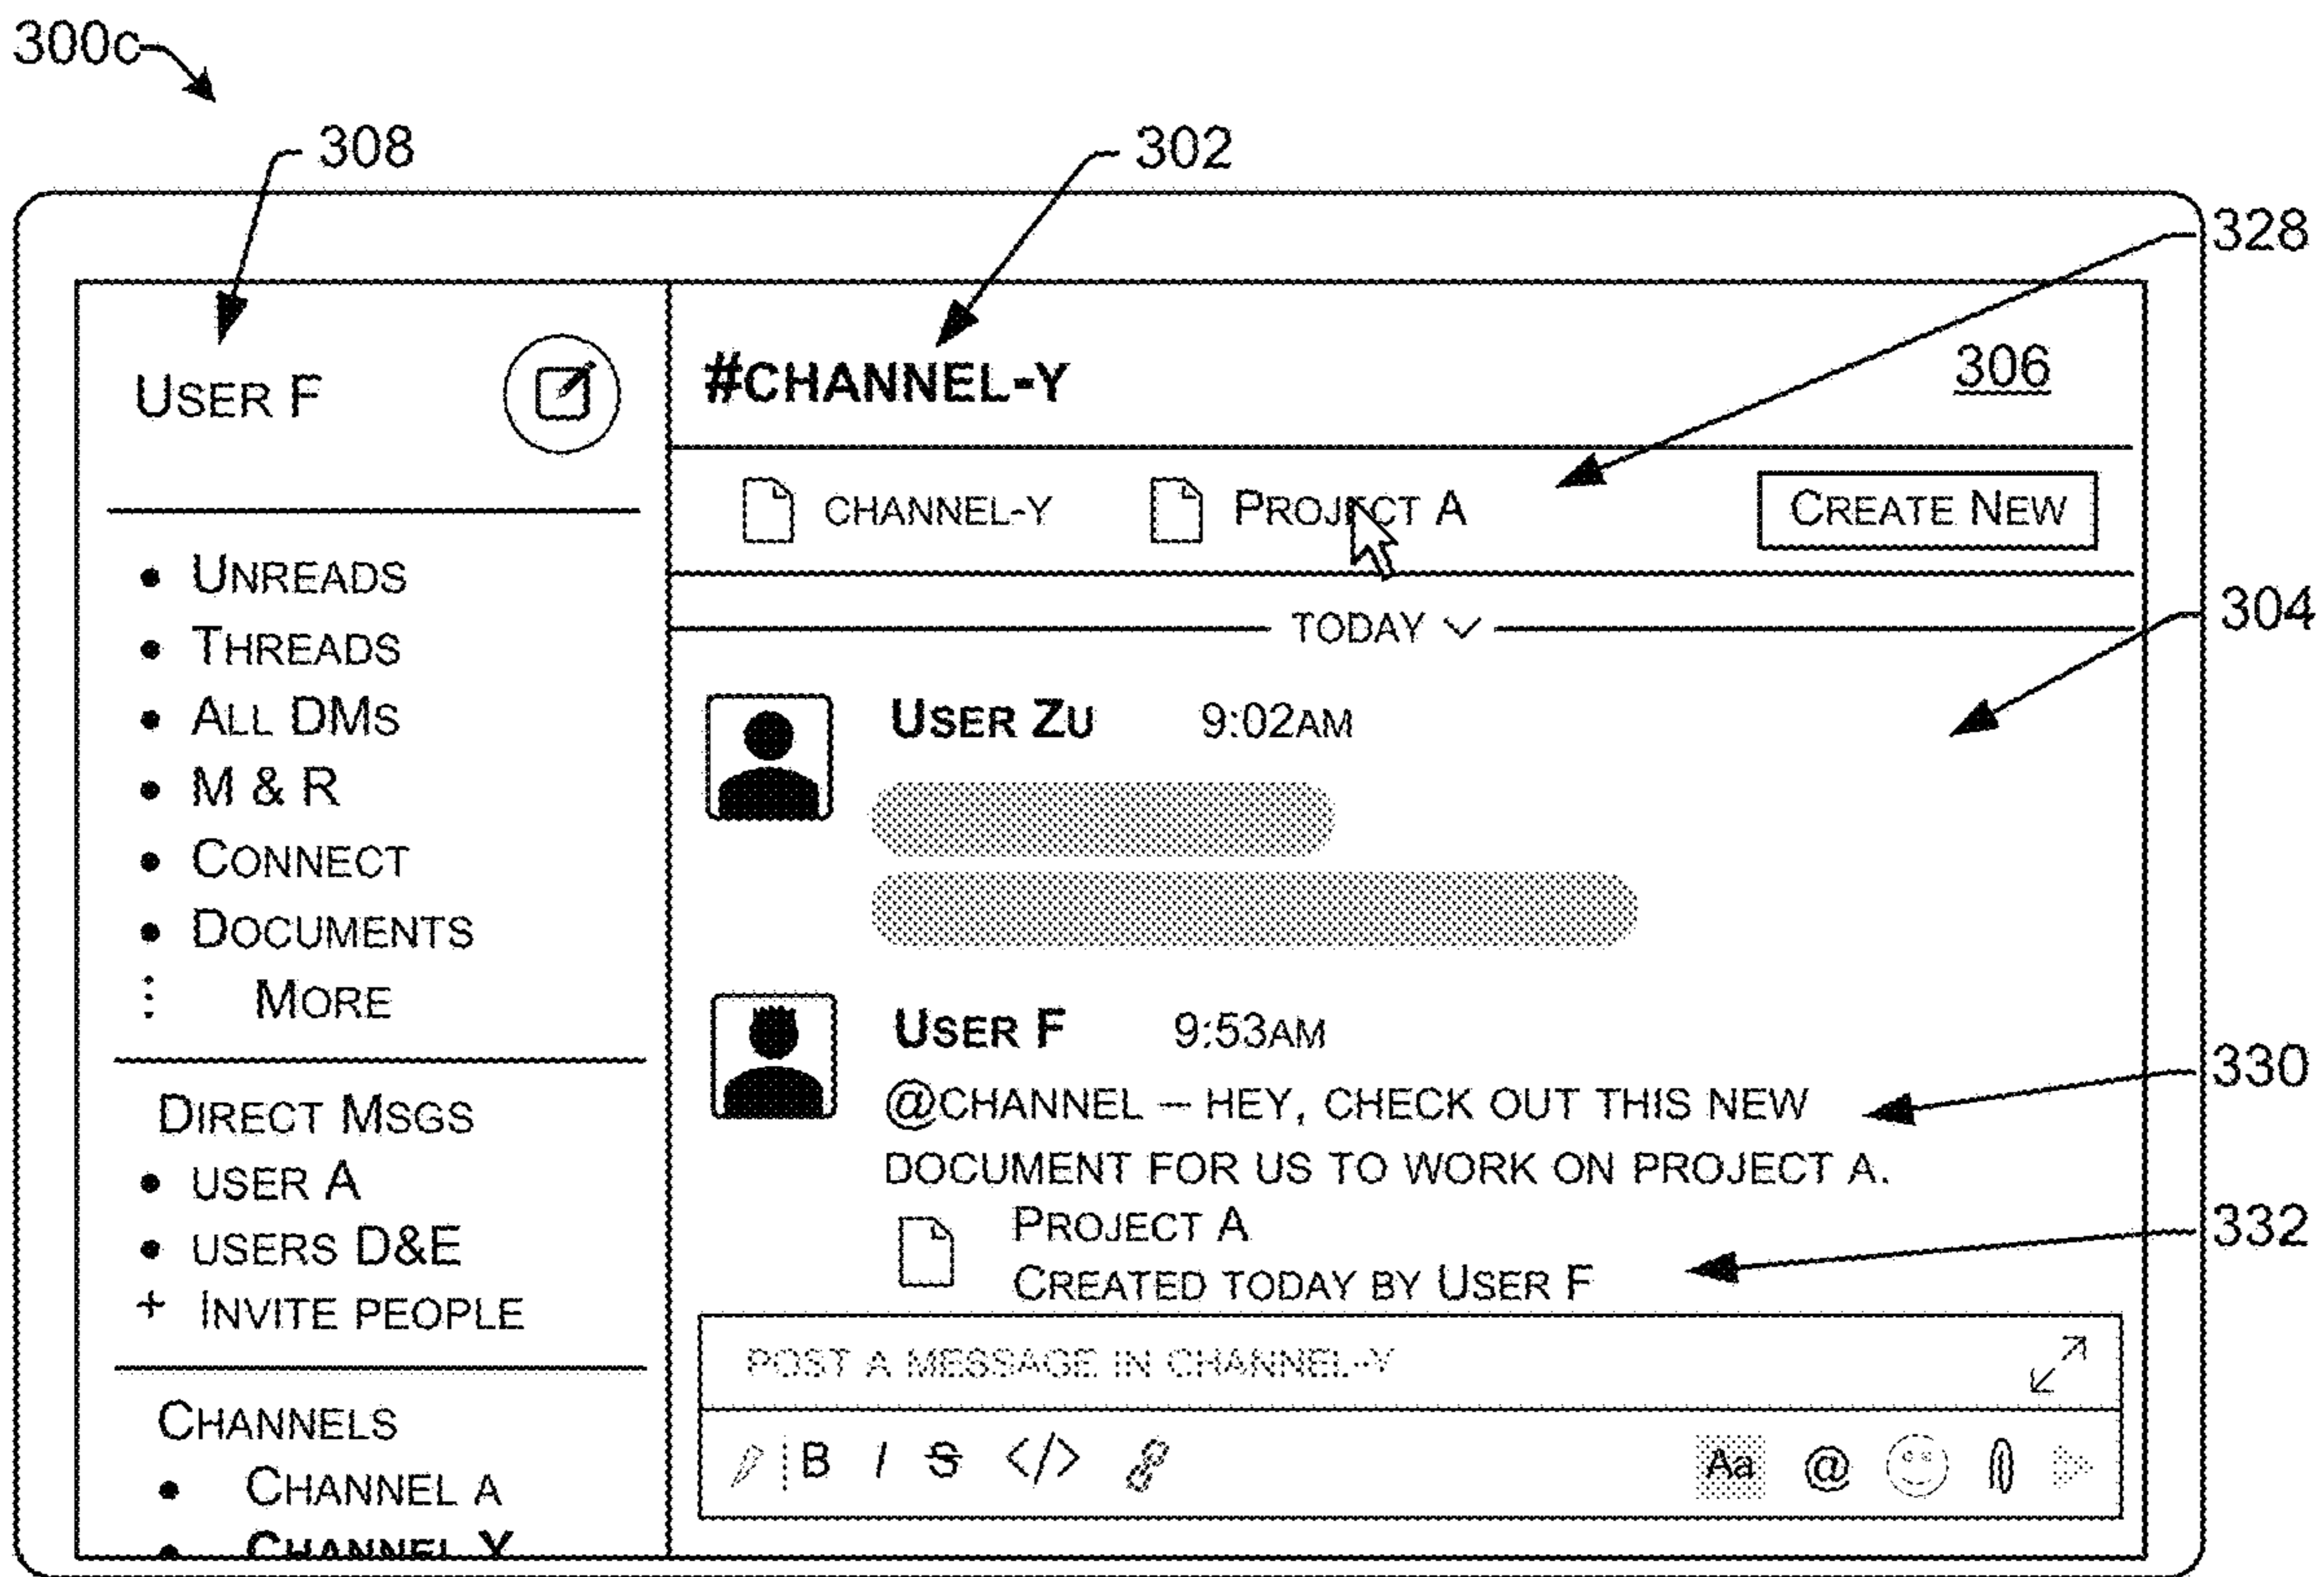 300c
308
302
328
USER F
#CHANNEL-Y
306
CHANNEL-Y
PROJECT A
CREATE NEW
TODAY
304
• UNREADS
• THREADS
• ALL DMS
• M & R
• CONNECT
• DOCUMENTS
⋮ MORE
USER ZU 9:02AM
USER F 9:53AM
@CHANNEL – HEY, CHECK OUT THIS NEW
DOCUMENT FOR US TO WORK ON PROJECT A.
330
PROJECT A
CREATED TODAY BY USER F
332
DIRECT MSGS
• USER A
• USERS D&E
+ INVITE PEOPLE
CHANNELS
• CHANNEL A
• CHANNEL Y
POST A MESSAGE IN CHANNEL-Y
B I S </> Aa @